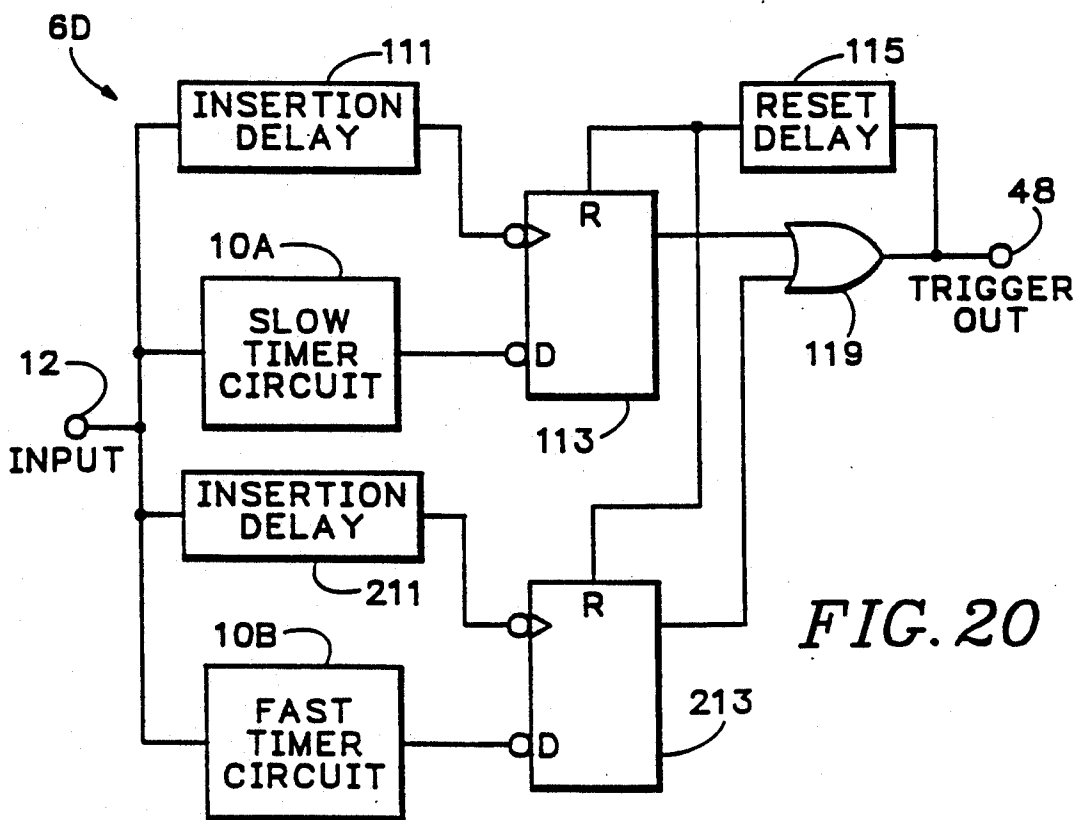 6D
111
115
INSERTION
DELAY
RESET
DELAY
R
48
10A
TRIGGER
OUT
SLOW
TIMER
CIRCUIT
D
119
12
INPUT
113
INSERTION
DELAY
211
R
FIG. 20
10B
213
FAST
TIMER
CIRCUIT
D